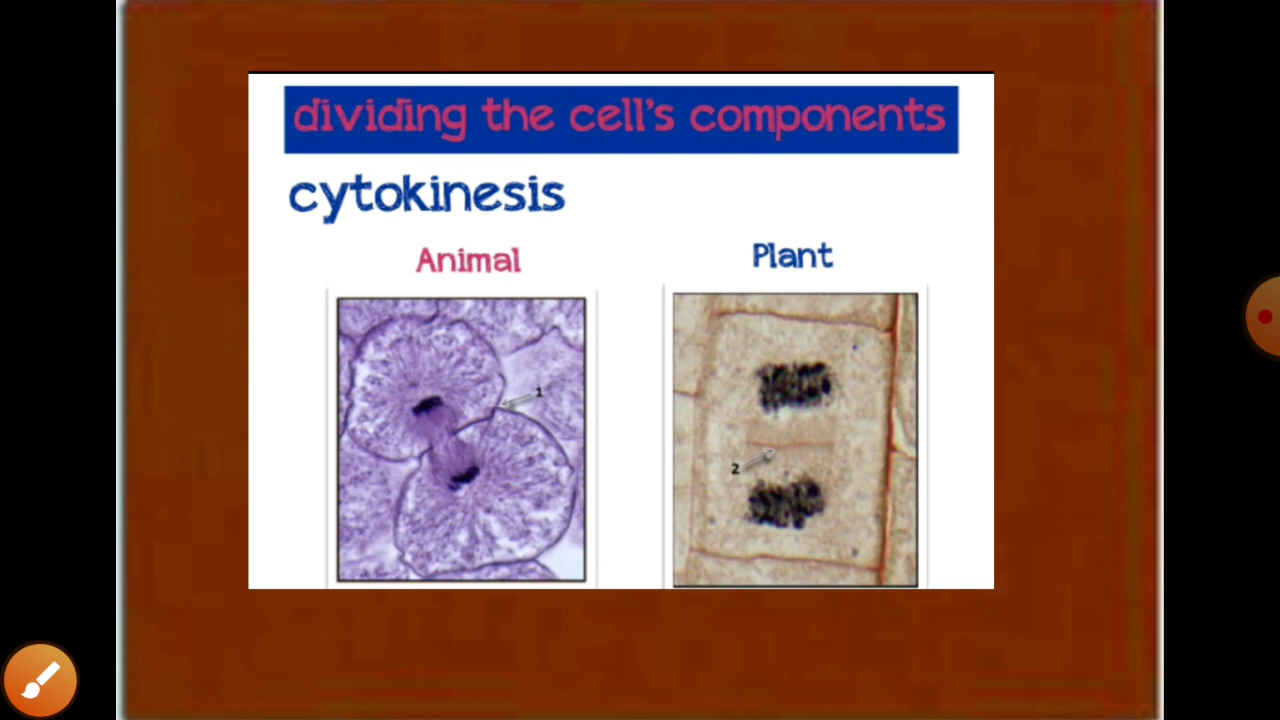 dividing the cell's components
cytokinesis
Animal
Plant
1
2